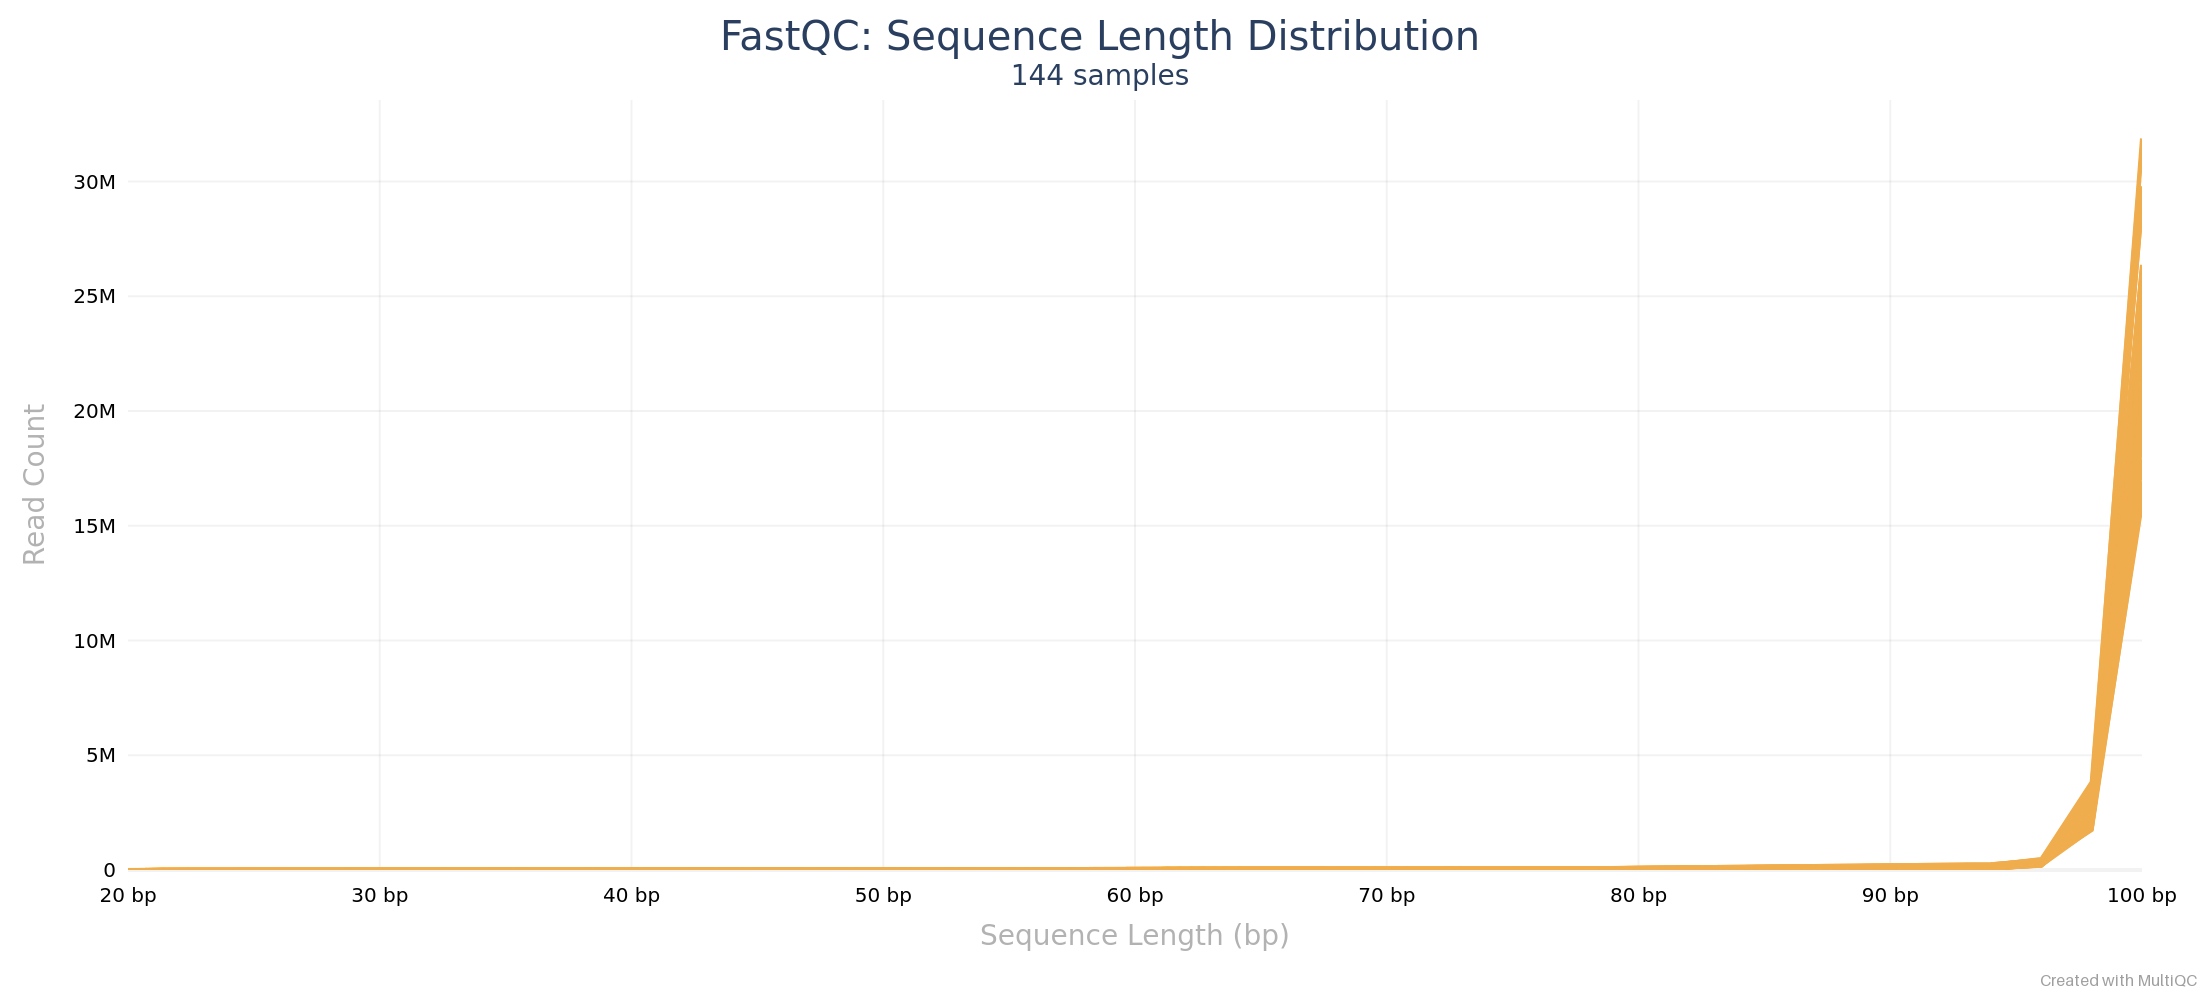 FastQC: Sequence Length Distribution
144 samples
Read Count
30M
25M
20M
15M
10M
5M
0
20 bp 30 bp 40 bp 50 bp 60 bp 70 bp 80 bp 90 bp 100 bp
Sequence Length (bp)
Created with MultiQC